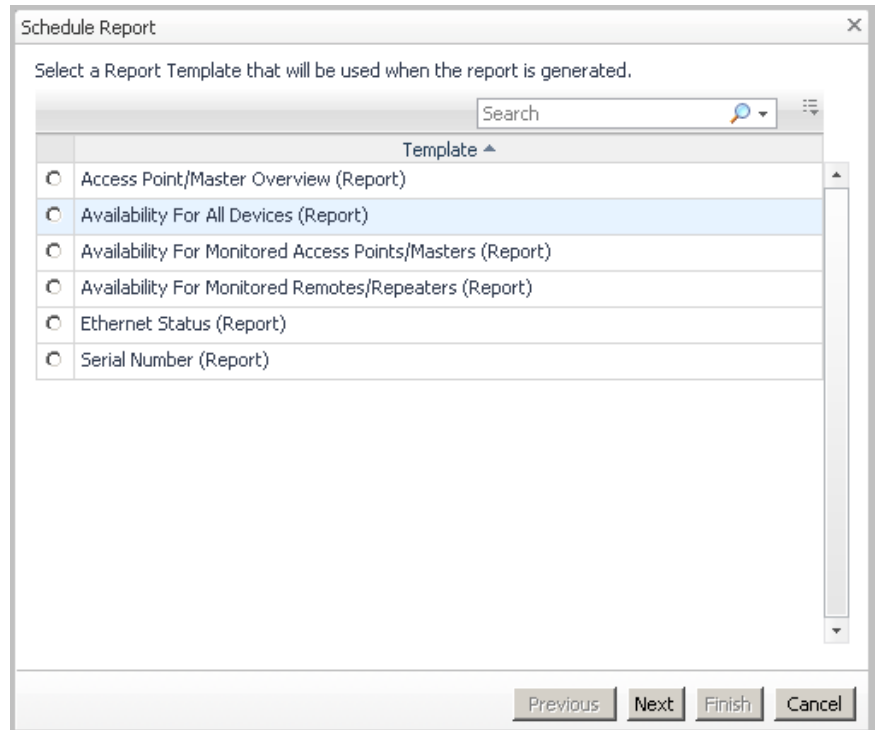 Schedule Report
Select a Report Template that will be used when the report is generated.
Search
Template
Access Point/Master Overview (Report)
Availability For All Devices (Report)
Availability For Monitored Access Points/Masters (Report)
Availability For Monitored Remotes/Repeaters (Report)
Ethernet Status (Report)
Serial Number (Report)
Previous Next Finish Cancel